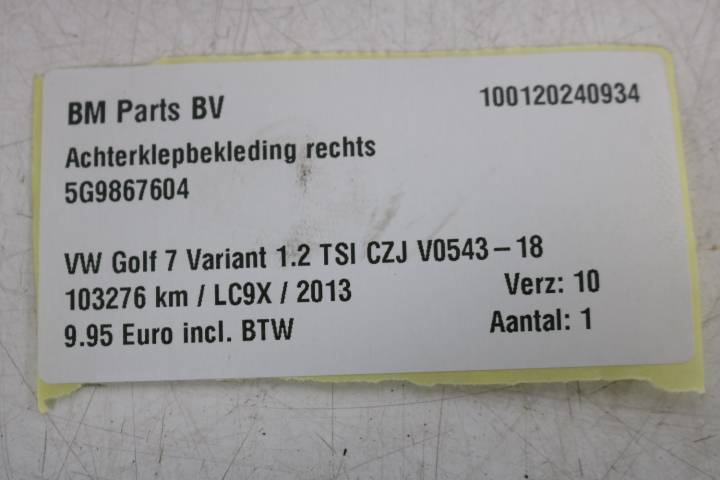 BM Parts BV 100120240934
Achterklepbekleding rechts
5G9867604
VW Golf 7 Variant 1.2 TSI CZJ V0543-18
103276 km / LC9X / 2013 Verz: 10
9.95 Euro incl. BTW Aantal: 1